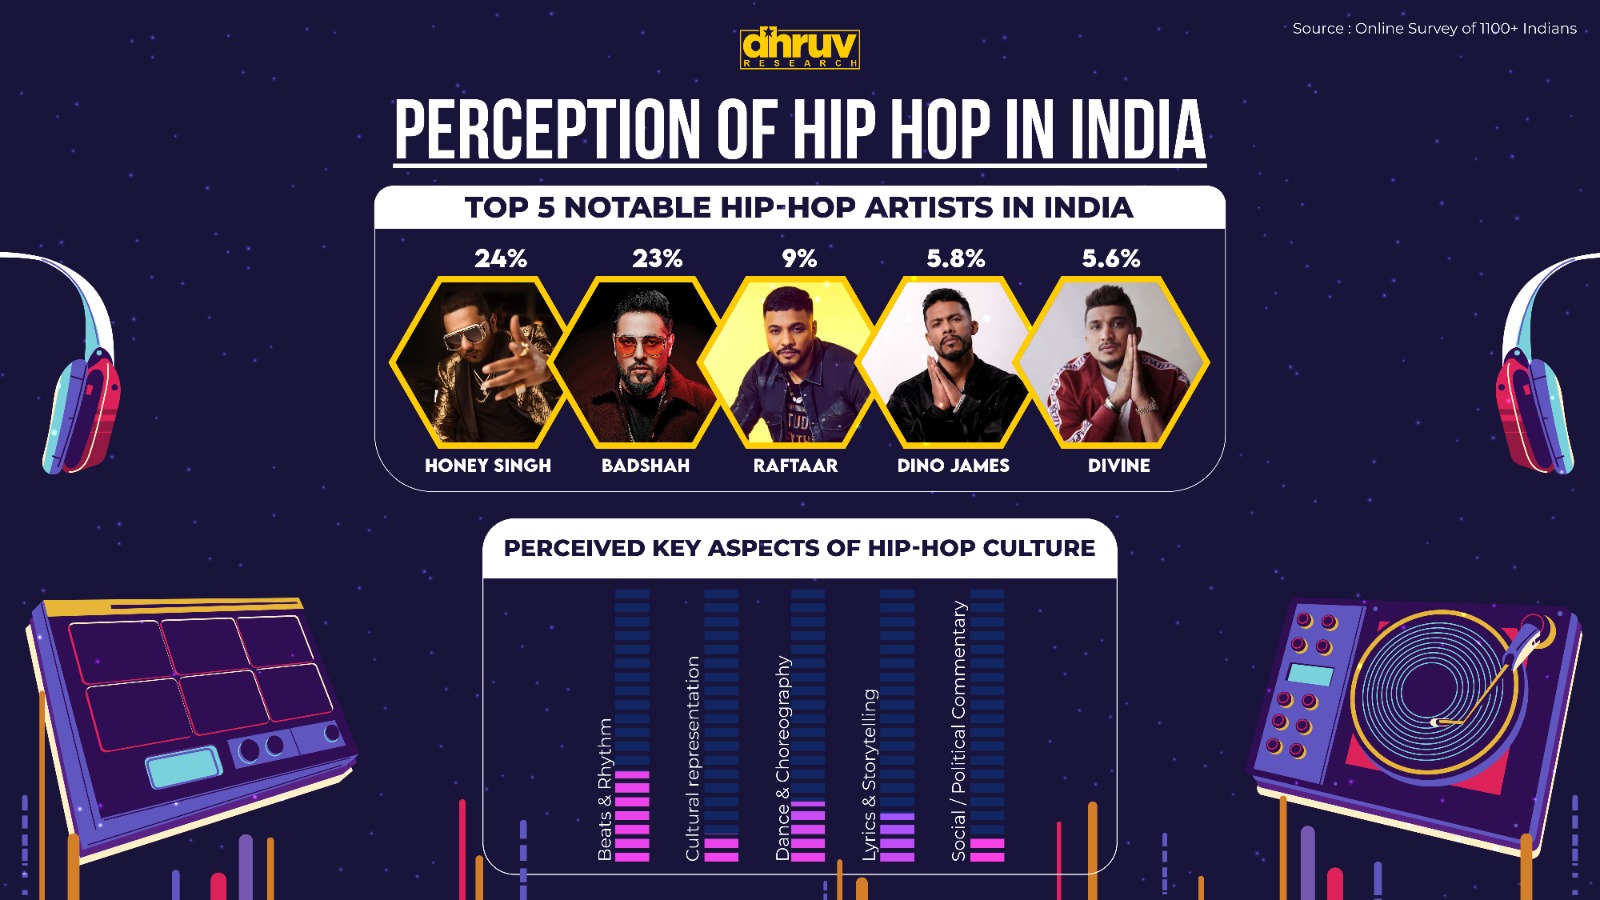 Source : Online Survey of 1100+ Indians
dhruv
RESEARCH
PERCEPTION OF HIP HOP IN INDIA
TOP 5 NOTABLE HIP-HOP ARTISTS IN INDIA
24% 23% 9% 5.8% 5.6%
HONEY SINGH BADSHAH RAFTAAR DINO JAMES DIVINE
PERCEIVED KEY ASPECTS OF HIP-HOP CULTURE
Beats & Rhythm
Cultural representation
Dance & Choreography
Lyrics & Storytelling
Social / Political Commentary